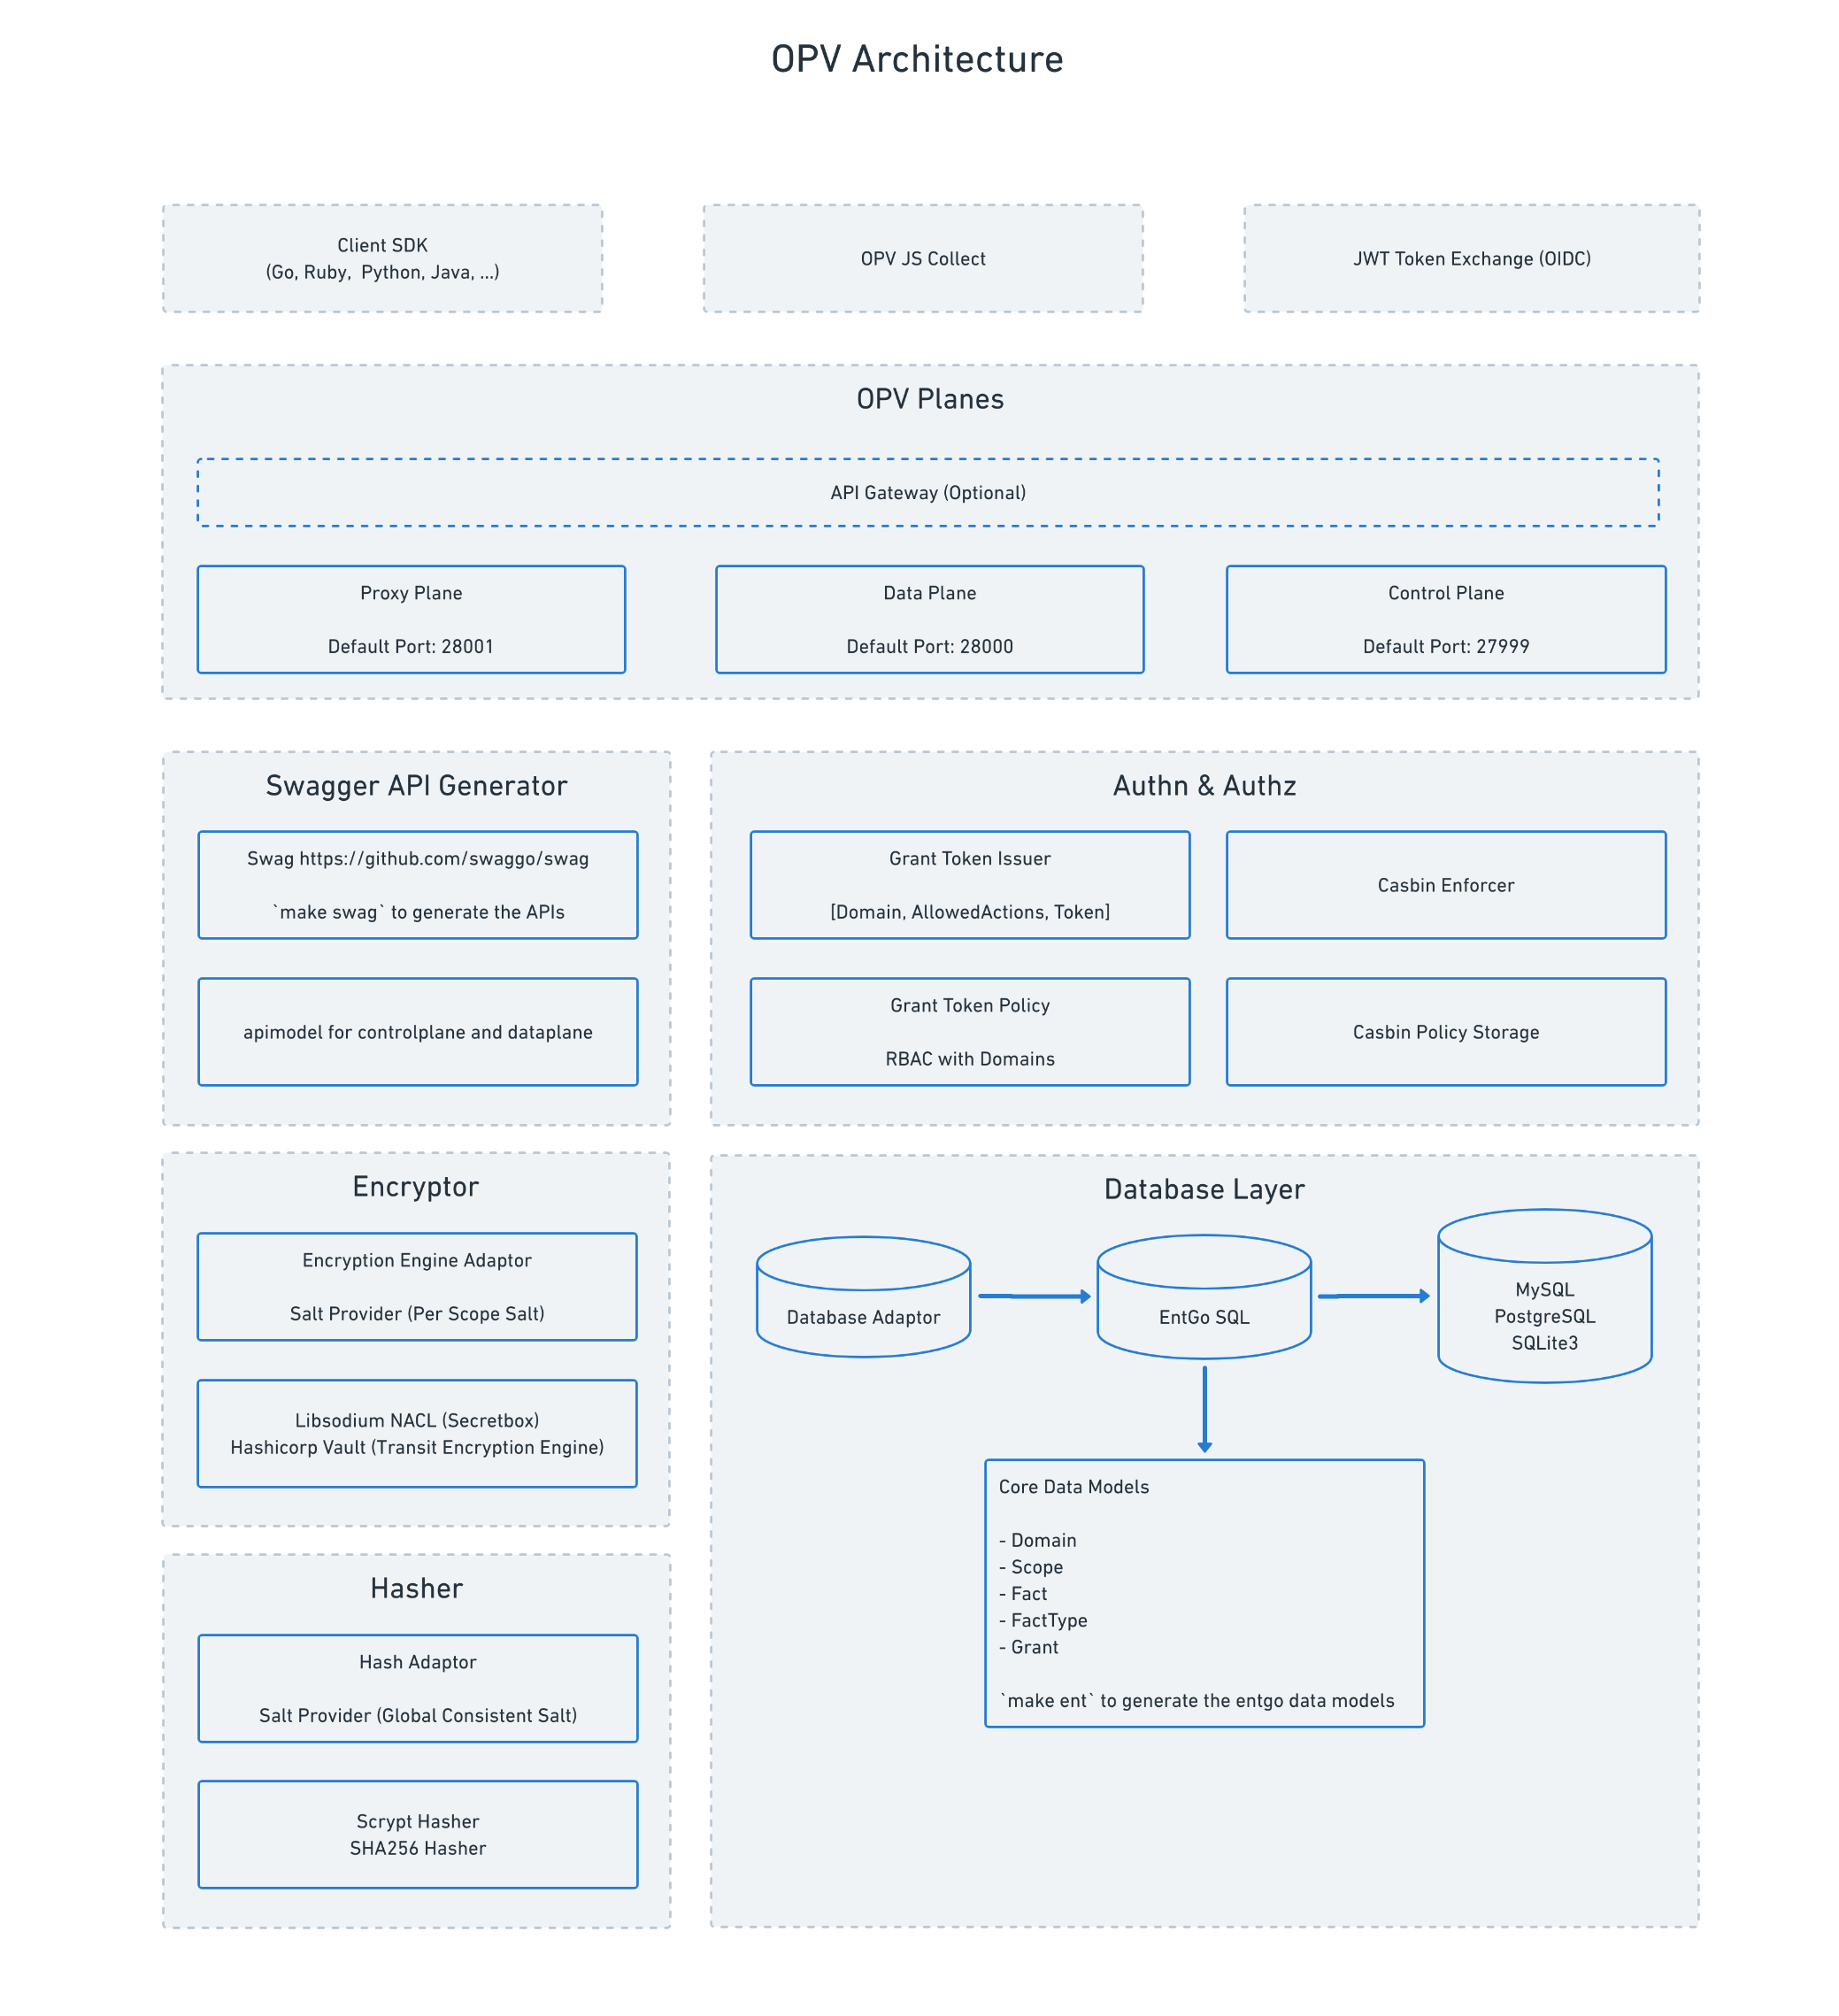 OPV Architecture
Client SDK
(Go, Ruby,  Python, Java, ...)
OPV JS Collect
JWT Token Exchange (OIDC)
OPV Planes
API Gateway (Optional)
Proxy Plane
Default Port: 28001
Data Plane
Default Port: 28000
Control Plane
Default Port: 27999
Swagger API Generator
Swag https://github.com/swaggo/swag
`make swag` to generate the APIs
apimodel for controlplane and dataplane
Authn & Authz
Grant Token Issuer
[Domain, AllowedActions, Token]
Casbin Enforcer
Grant Token Policy
RBAC with Domains
Casbin Policy Storage
Encryptor
Encryption Engine Adaptor
Salt Provider (Per Scope Salt)
Libsodium NACL (Secretbox)
Hashicorp Vault (Transit Encryption Engine)
Hasher
Hash Adaptor
Salt Provider (Global Consistent Salt)
Scrypt Hasher
SHA256 Hasher
Database Layer
Database Adaptor
EntGo SQL
MySQL
PostgreSQL
SQLite3
Core Data Models
- Domain
- Scope
- Fact
- FactType
- Grant
`make ent` to generate the entgo data models